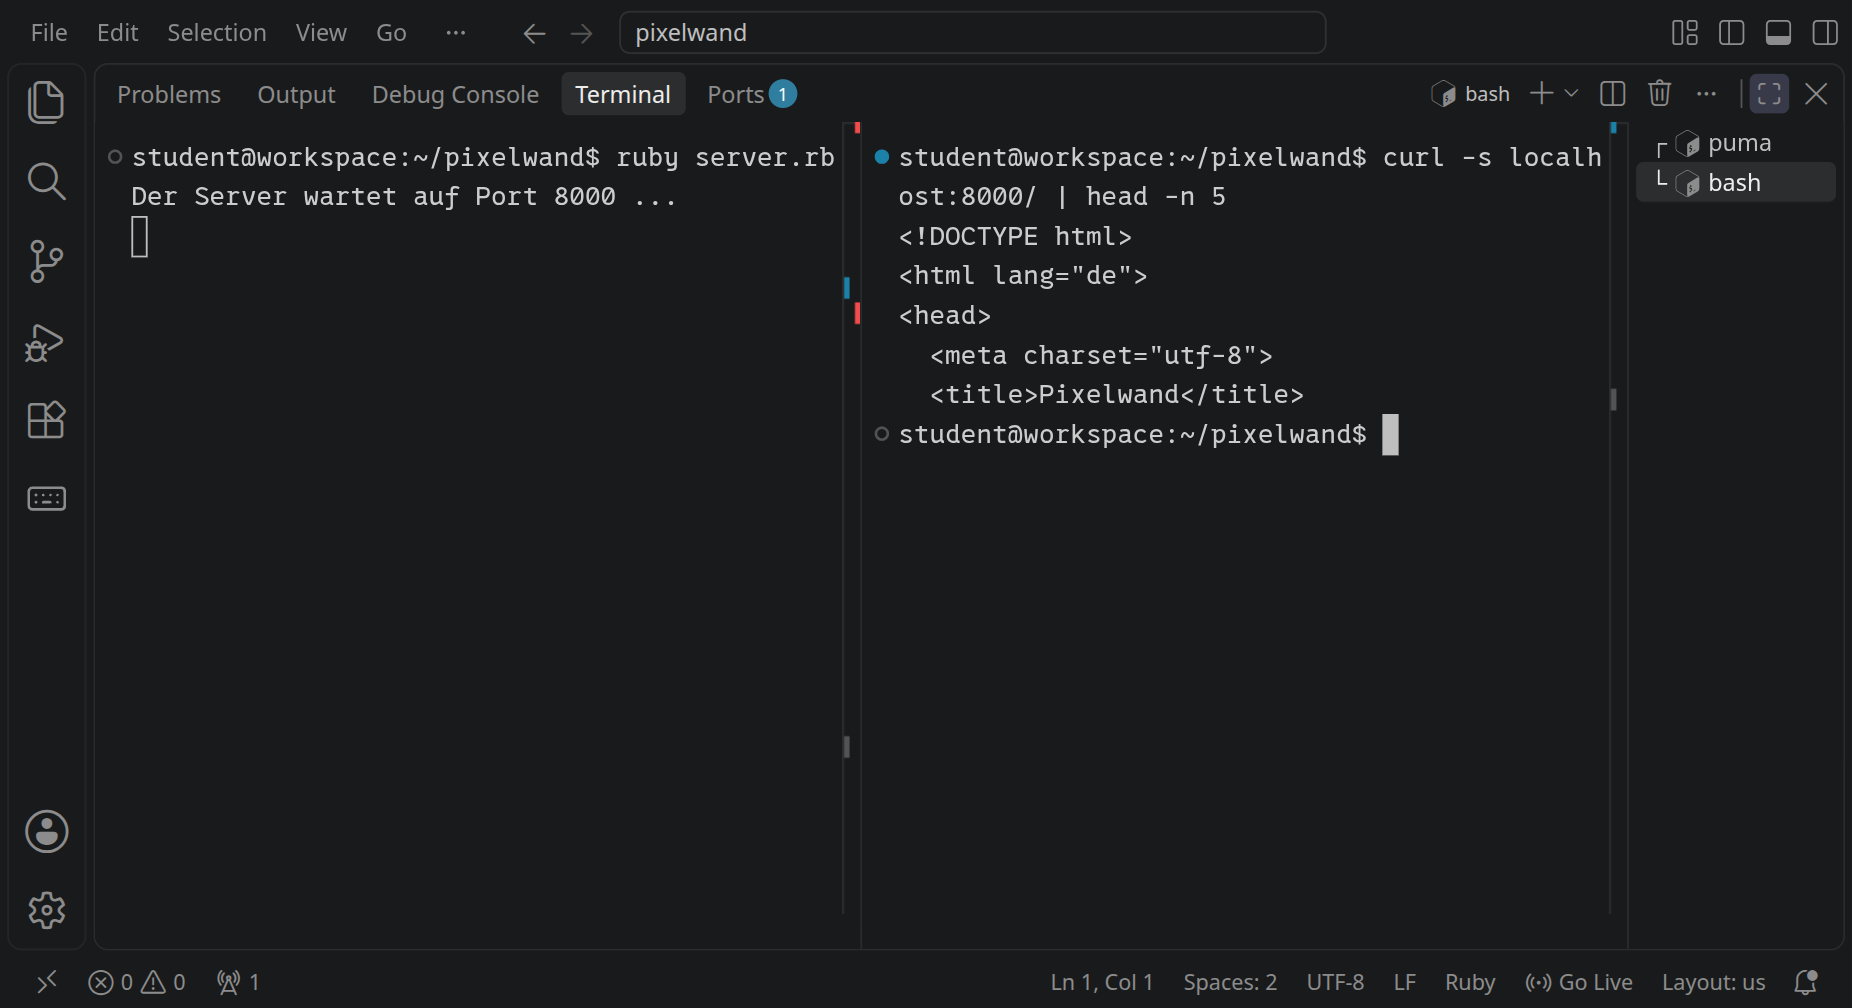 File Edit Selection View Go ...
pixelwand
Problems Output Debug Console Terminal Ports 1
bash
student@workspace:~/pixelwand$ ruby server.rb
Der Server wartet auf Port 8000 ...
student@workspace:~/pixelwand$ curl -s localh
ost:8000/ | head -n 5
<!DOCTYPE html>
<html lang="de">
<head>
  <meta charset="utf-8">
  <title>Pixelwand</title>
student@workspace:~/pixelwand$
puma
bash
0 0 1
Ln 1, Col 1 Spaces: 2 UTF-8 LF Ruby Go Live Layout: us